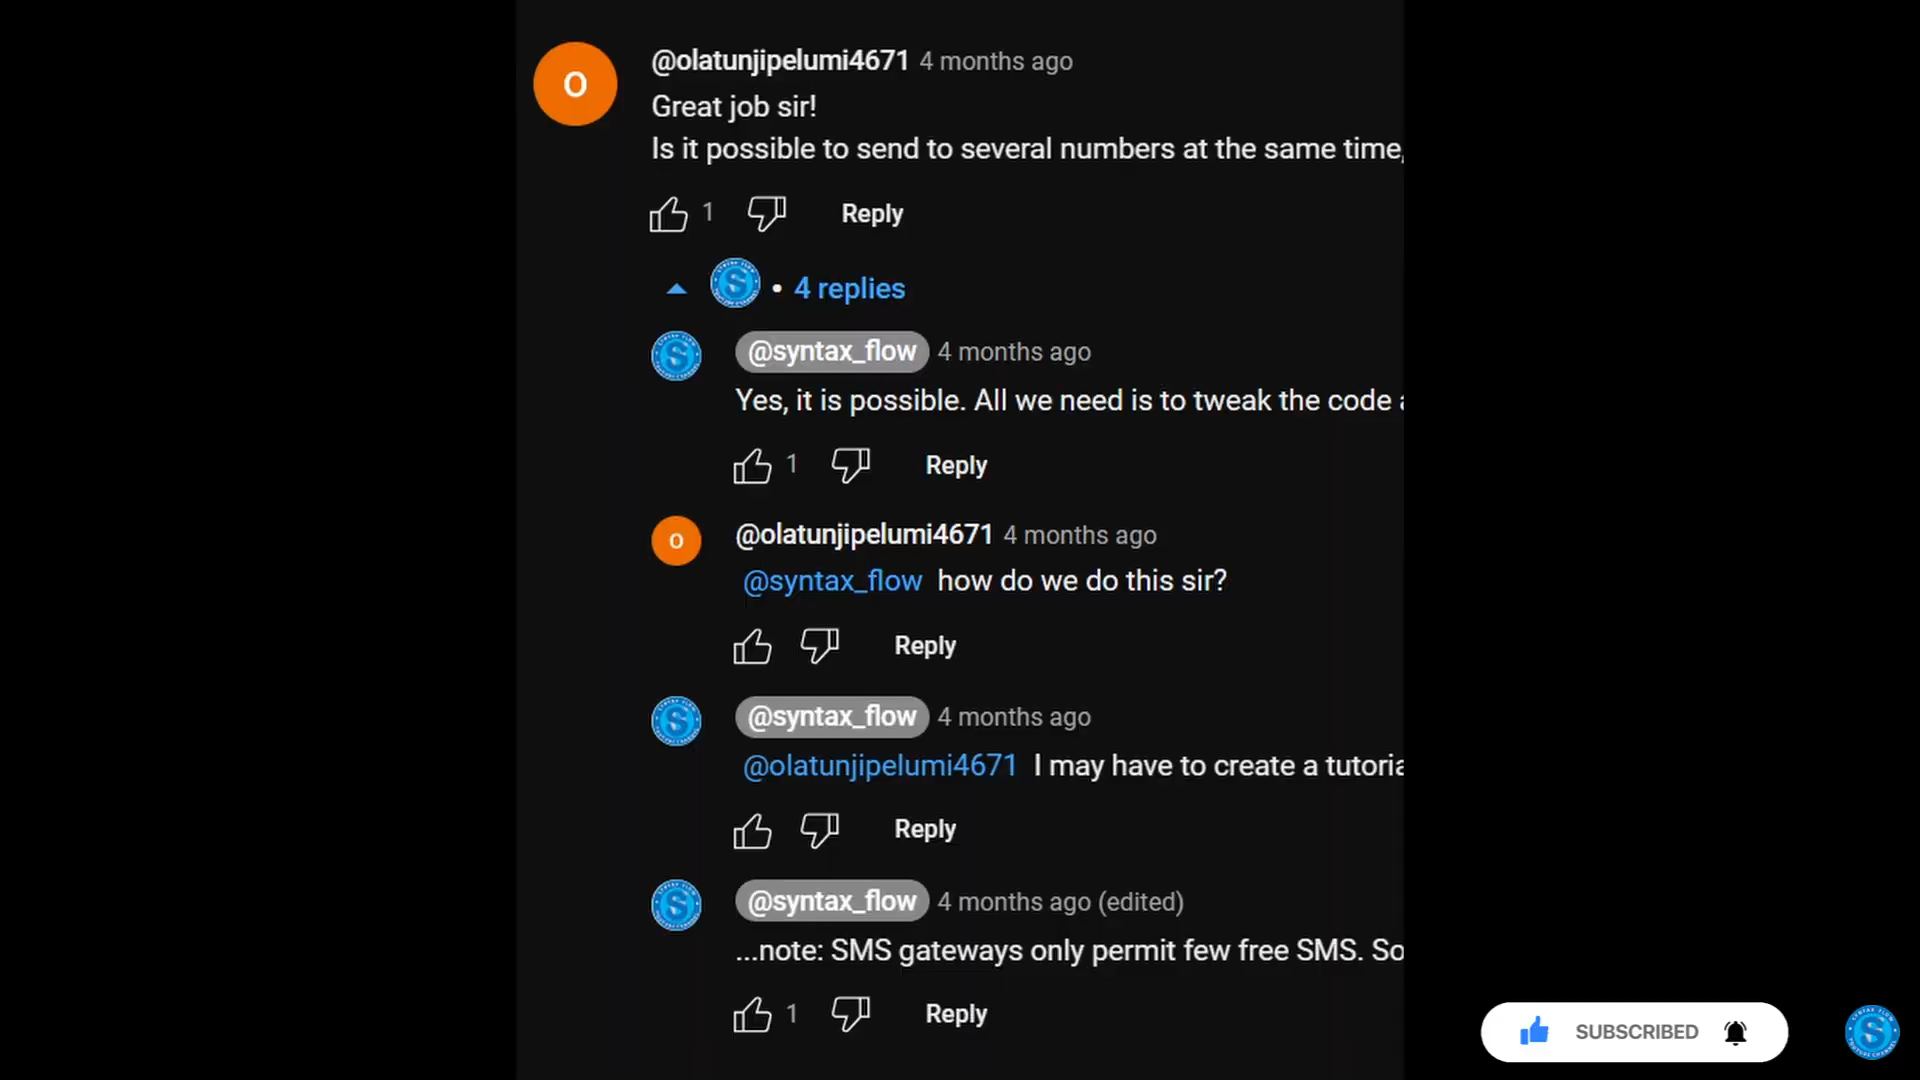 O
@olatunjipelumi4671 4 months ago
Great job sir!
Is it possible to send to several numbers at the same time,
1 Reply
S • 4 replies
@syntax_flow 4 months ago
Yes, it is possible. All we need is to tweak the code
1 Reply
O
@olatunjipelumi4671 4 months ago
@syntax_flow how do we do this sir?
Reply
S
@syntax_flow 4 months ago
@olatunjipelumi4671 I may have to create a
Reply
S
@syntax_flow 4 months ago (edited)
...note: SMS gateways only permit few free SMS. So
1 Reply
SUBSCRIBED
SYNTAX FLOW
S
YOUTUBE CHANNEL